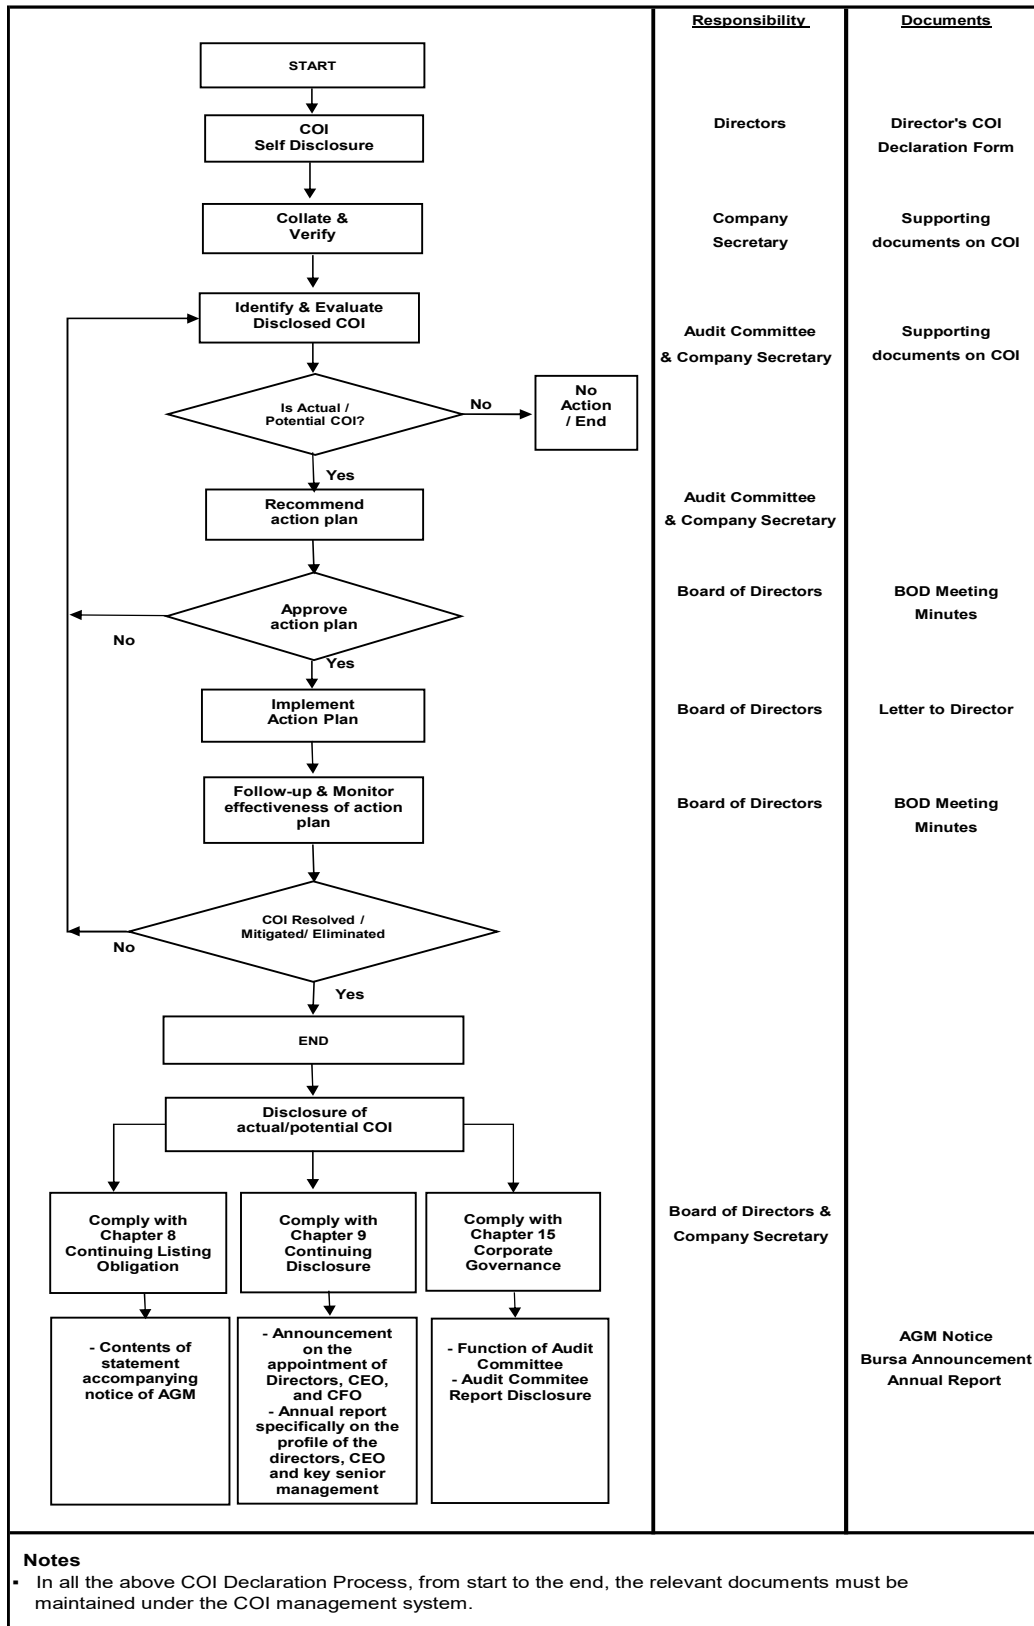 Responsibility
Documents
START
COI
Self Disclosure
Directors
Director's COI
Declaration Form
Collate &
Verify
Company
Secretary
Supporting
documents on COI
Identify & Evaluate
Disclosed COI
Audit Committee
& Company Secretary
Supporting
documents on COI
Is Actual /
Potential COI?
No
No
Action
/ End
Yes
Recommend
action plan
Audit Committee
& Company Secretary
Approve
action plan
No
Board of Directors
BOD Meeting
Minutes
Yes
Implement
Action Plan
Board of Directors
Letter to Director
Follow-up & Monitor
effectiveness of action
plan
Board of Directors
BOD Meeting
Minutes
COI Resolved /
Mitigated/ Eliminated
No
Yes
END
Disclosure of
actual/potential COI
Comply with
Chapter 8
Continuing Listing
Obligation
Comply with
Chapter 9
Continuing
Disclosure
Comply with
Chapter 15
Corporate
Governance
Board of Directors &
Company Secretary
- Contents of
statement
accompanying
notice of AGM
- Announcement
on the
appointment of
Directors, CEO,
and CFO
- Annual report
specifically on the
profile of the
directors, CEO
and key senior
management
- Function of Audit
Committee
- Audit Commitee
Report Disclosure
AGM Notice
Bursa Announcement
Annual Report
Notes
▪ In all the above COI Declaration Process, from start to the end, the relevant documents must be
maintained under the COI management system.